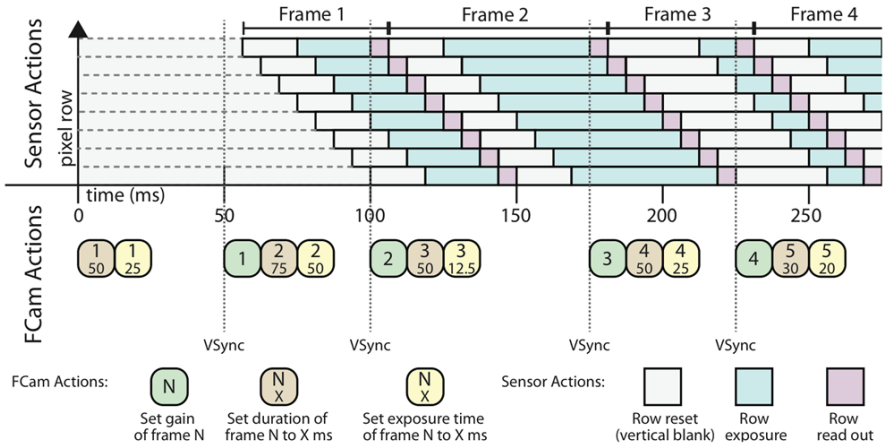 Frame 1 Frame 2 Frame 3 Frame 4
Sensor Actions
pixel row
time (ms)
0 50 100 150 200 250
FCam Actions
1 50 1 25 1 2 75 2 50 2 3 50 3 12.5 3 4 50 4 25 4 5 30 5 20
VSync VSync VSync VSync
FCam Actions: N N X N X Sensor Actions:
Set gain of frame N
Set duration of frame N to X ms
Set exposure time of frame N to X ms
Row reset (vertical blank)
Row exposure
Row read out